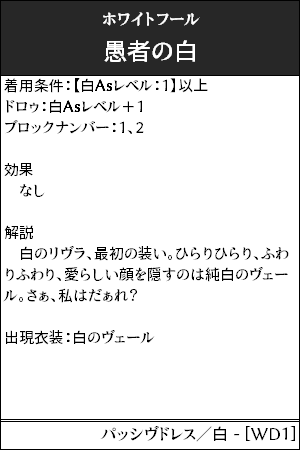 ホワイトフール
愚者の白
着用条件：【白Asレベル：1】以上
ドロゥ：白Asレベル＋1
ブロックナンバー：1、2
効果
なし
解説
白のリヴラ、最初の装い。ひらりひらり、ふわ
りふわり、愛らしい顔を隠すのは純白のヴェー
ル。さぁ、私はだぁれ？
出現衣装：白のヴェール
パッシヴドレス／白 - [WD1]